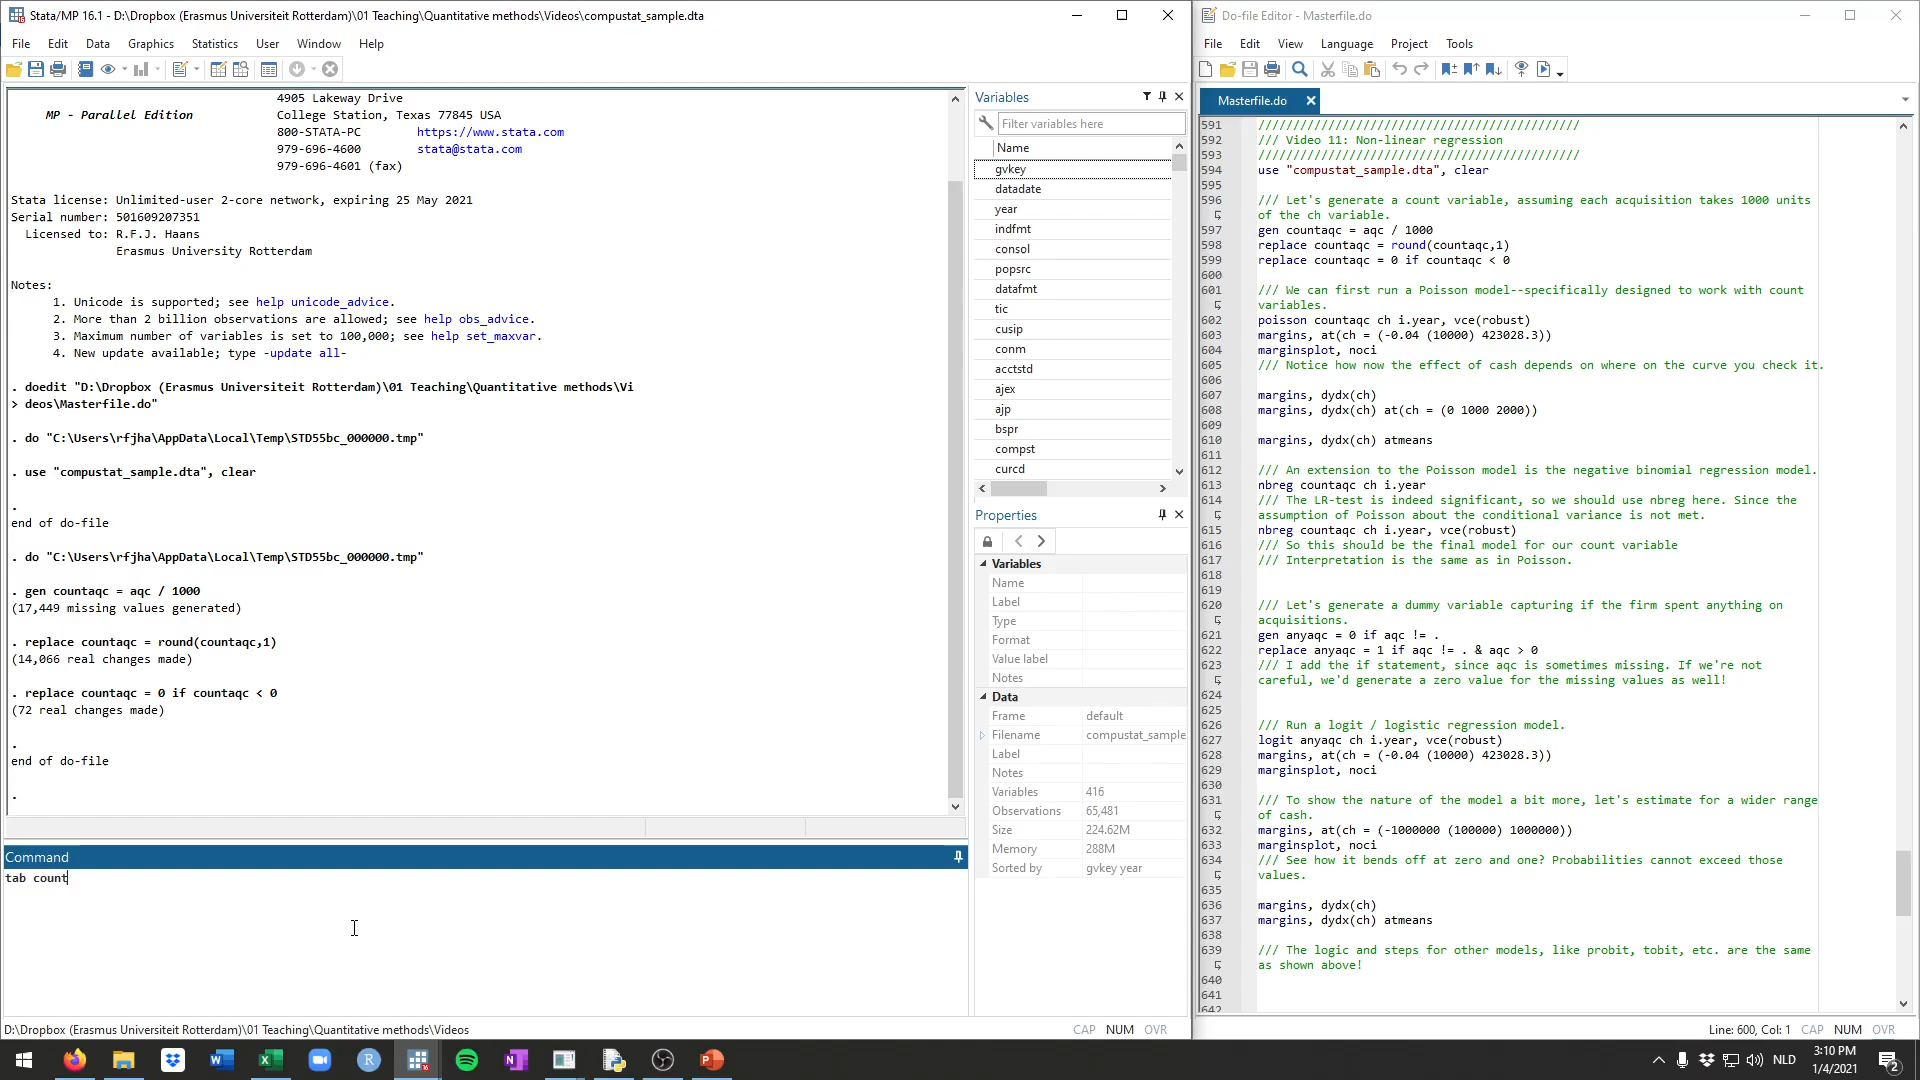 Stata/MP 16.1 - D:\Dropbox (Erasmus Universiteit Rotterdam)\01 Teaching\Quantitative methods\Videos\compustat_sample.dta
File Edit Data Graphics Statistics User Window Help
4905 Lakeway Drive
MP - Parallel Edition College Station, Texas 77845 USA
800-STATA-PC https://www.stata.com
979-696-4600 stata@stata.com
979-696-4601 (fax)
Stata license: Unlimited-user 2-core network, expiring 25 May 2021
Serial number: 501609207351
Licensed to: R.F.J. Haans
Erasmus University Rotterdam
Notes:
1. Unicode is supported; see help unicode_advice.
2. More than 2 billion observations are allowed; see help obs_advice.
3. Maximum number of variables is set to 100,000; see help set_maxvar.
4. New update available; type -update all-
. doedit "D:\Dropbox (Erasmus Universiteit Rotterdam)\01 Teaching\Quantitative methods\Vi
> deos\Masterfile.do"
. do "C:\Users\rfjha\AppData\Local\Temp\STD55bc_000000.tmp"
. use "compustat_sample.dta", clear
.
end of do-file
. do "C:\Users\rfjha\AppData\Local\Temp\STD55bc_000000.tmp"
. gen countaqc = aqc / 1000
(17,449 missing values generated)
. replace countaqc = round(countaqc,1)
(14,066 real changes made)
. replace countaqc = 0 if countaqc < 0
(72 real changes made)
.
end of do-file
.
Command
tab count
D:\Dropbox (Erasmus Universiteit Rotterdam)\01 Teaching\Quantitative methods\Videos
CAP NUM OVR
Variables
Filter variables here
Name
gvkey
datadate
year
indfmt
consol
popsrc
datafmt
tic
cusip
conm
acctstd
ajex
ajp
bspr
compst
curcd
Properties
Variables
Name
Label
Type
Format
Value label
Notes
Data
Frame default
Filename compustat_sample
Label
Notes
Variables 416
Observations 65,481
Size 224.62M
Memory 288M
Sorted by gvkey year
Do-file Editor - Masterfile.do
File Edit View Language Project Tools
Masterfile.do
591 //////////////////////////////////////////////
592 /// Video 11: Non-linear regression
593 //////////////////////////////////////////////
594 use "compustat_sample.dta", clear
595
596 /// Let's generate a count variable, assuming each acquisition takes 1000 units
of the ch variable.
597 gen countaqc = aqc / 1000
598 replace countaqc = round(countaqc,1)
599 replace countaqc = 0 if countaqc < 0
600
601 /// We can first run a Poisson model--specifically designed to work with count
variables.
602 poisson countaqc ch i.year, vce(robust)
603 margins, at(ch = (-0.04 (10000) 423028.3))
604 marginsplot, noci
605 /// Notice how now the effect of cash depends on where on the curve you check it.
606
607 margins, dydx(ch)
608 margins, dydx(ch) at(ch = (0 1000 2000))
609
610 margins, dydx(ch) atmeans
611
612 /// An extension to the Poisson model is the negative binomial regression model.
613 nbreg countaqc ch i.year
614 /// The LR-test is indeed significant, so we should use nbreg here. Since the
assumption of Poisson about the conditional variance is not met.
615 nbreg countaqc ch i.year, vce(robust)
616 /// So this should be the final model for our count variable
617 /// Interpretation is the same as in Poisson.
618
619
620 /// Let's generate a dummy variable capturing if the firm spent anything on
acquisitions.
621 gen anyaqc = 0 if aqc != .
622 replace anyaqc = 1 if aqc != . & aqc > 0
623 /// I add the if statement, since aqc is sometimes missing. If we're not
careful, we'd generate a zero value for the missing values as well!
624
625
626 /// Run a logit / logistic regression model.
627 logit anyaqc ch i.year, vce(robust)
628 margins, at(ch = (-0.04 (10000) 423028.3))
629 marginsplot, noci
630
631 /// To show the nature of the model a bit more, let's estimate for a wider range
of cash.
632 margins, at(ch = (-1000000 (100000) 1000000))
633 marginsplot, noci
634 /// See how it bends off at zero and one? Probabilities cannot exceed those
values.
635
636 margins, dydx(ch)
637 margins, dydx(ch) atmeans
638
639 /// The logic and steps for other models, like probit, tobit, etc. are the same
as shown above!
640
641
642
Line: 600, Col: 1 CAP NUM OVR
NLD
3:10 PM
1/4/2021
2